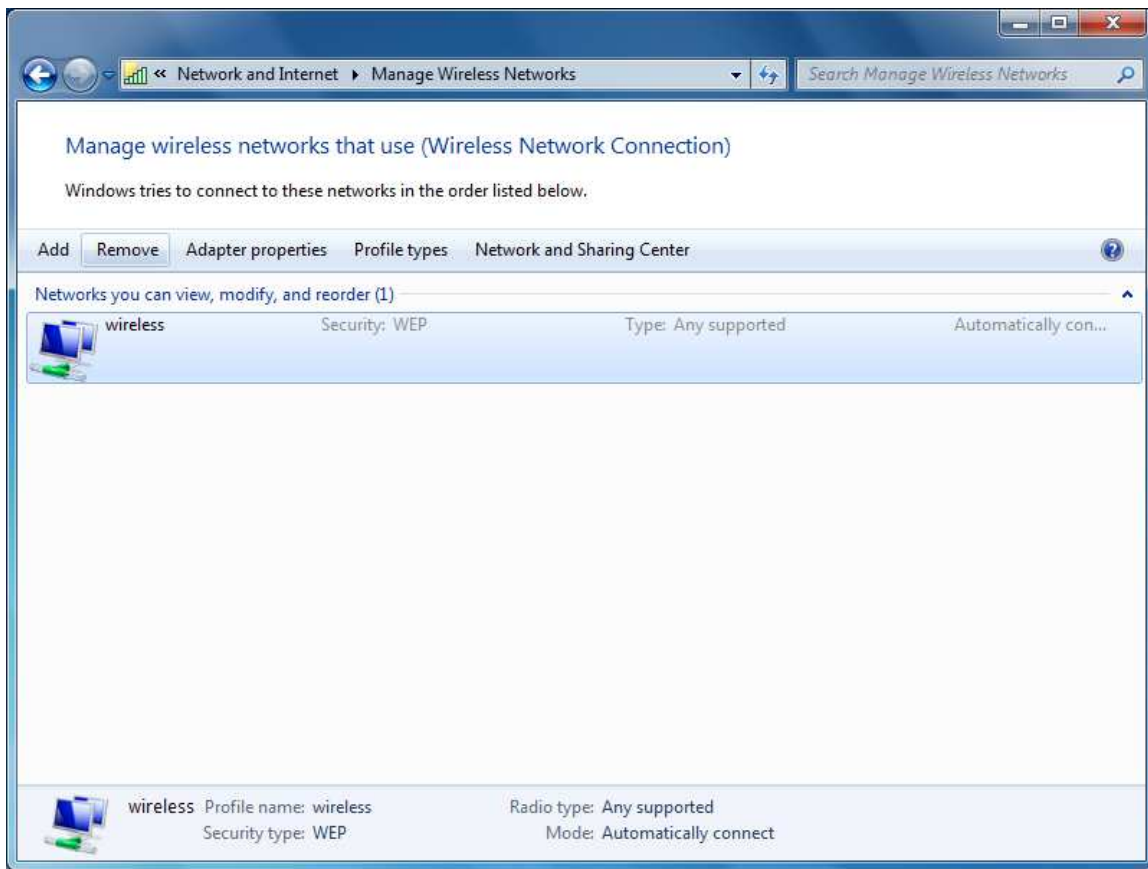 « Network and Internet ▸ Manage Wireless Networks Search Manage Wireless Networks
Manage wireless networks that use (Wireless Network Connection)
Windows tries to connect to these networks in the order listed below.
Add Remove Adapter properties Profile types Network and Sharing Center
Networks you can view, modify, and reorder (1)
wireless Security: WEP Type: Any supported Automatically con...
wireless Profile name: wireless Radio type: Any supported
Security type: WEP Mode: Automatically connect